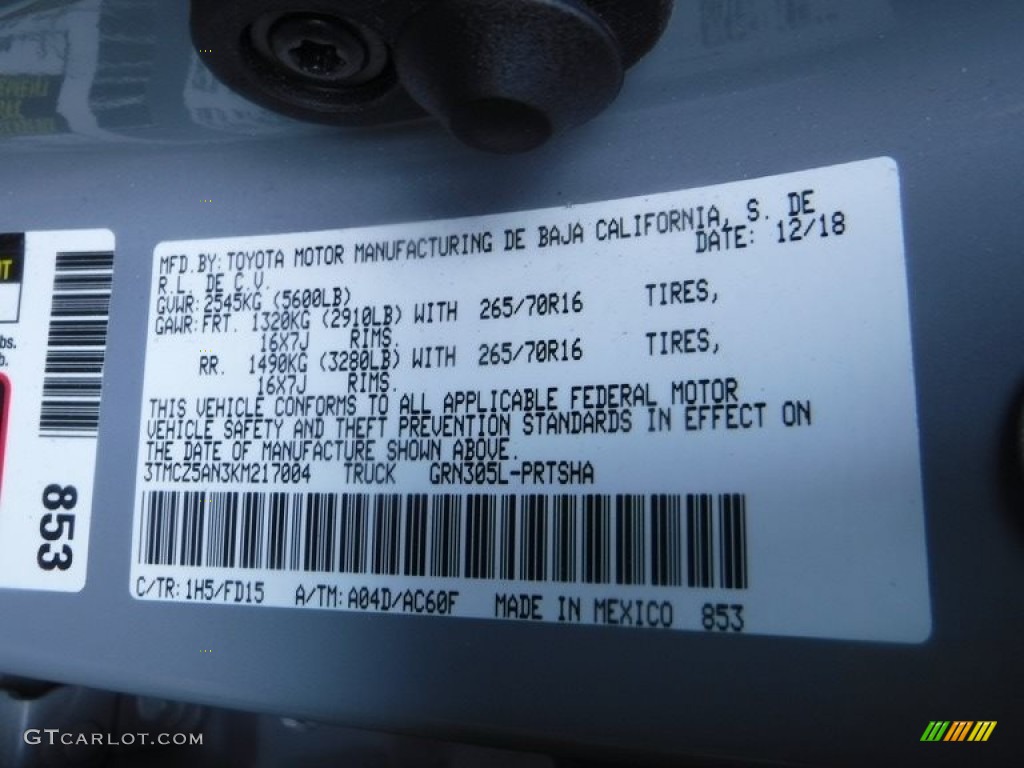 MFD.BY:TOYOTA MOTOR MANUFACTURING DE BAJA CALIFORNIA, S. DE
R.L. DE C.V. DATE: 12/18
GVWR:2545KG (5600LB)
GAWR:FRT. 1320KG (2910LB) WITH 265/70R16 TIRES,
16X7J RIMS.
RR. 1490KG (3280LB) WITH 265/70R16 TIRES,
16X7J RIMS.
THIS VEHICLE CONFORMS TO ALL APPLICABLE FEDERAL MOTOR
VEHICLE SAFETY AND THEFT PREVENTION STANDARDS IN EFFECT ON
THE DATE OF MANUFACTURE SHOWN ABOVE.
3TMCZ5AN3KM217004 TRUCK GRN305L-PRTSHA
C/TR:1H5/FD15 A/TM:A04D/AC60F MADE IN MEXICO 853
853
GTCARLOT.COM